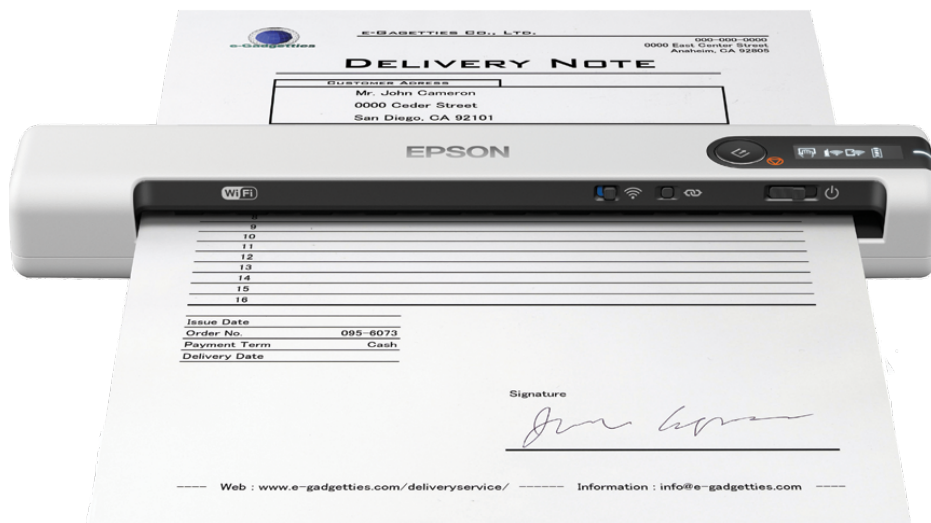 e-Gadgetties
E-GAGETTIES CO., LTD.
000-000-0000
0000 East Center Street
Anaheim, CA 92805
DELIVERY NOTE
CUSTOMER ADRESS
Mr. John Cameron
0000 Ceder Street
San Diego, CA 92101
EPSON
WiFi
9
10
11
12
13
14
15
16
Issue Date
Order No. 095-6073
Payment Term Cash
Delivery Date
Signature
---- Web : www.e-gadgetties.com/deliveryservice/ ------ Information : info@e-gadgetties.com ----